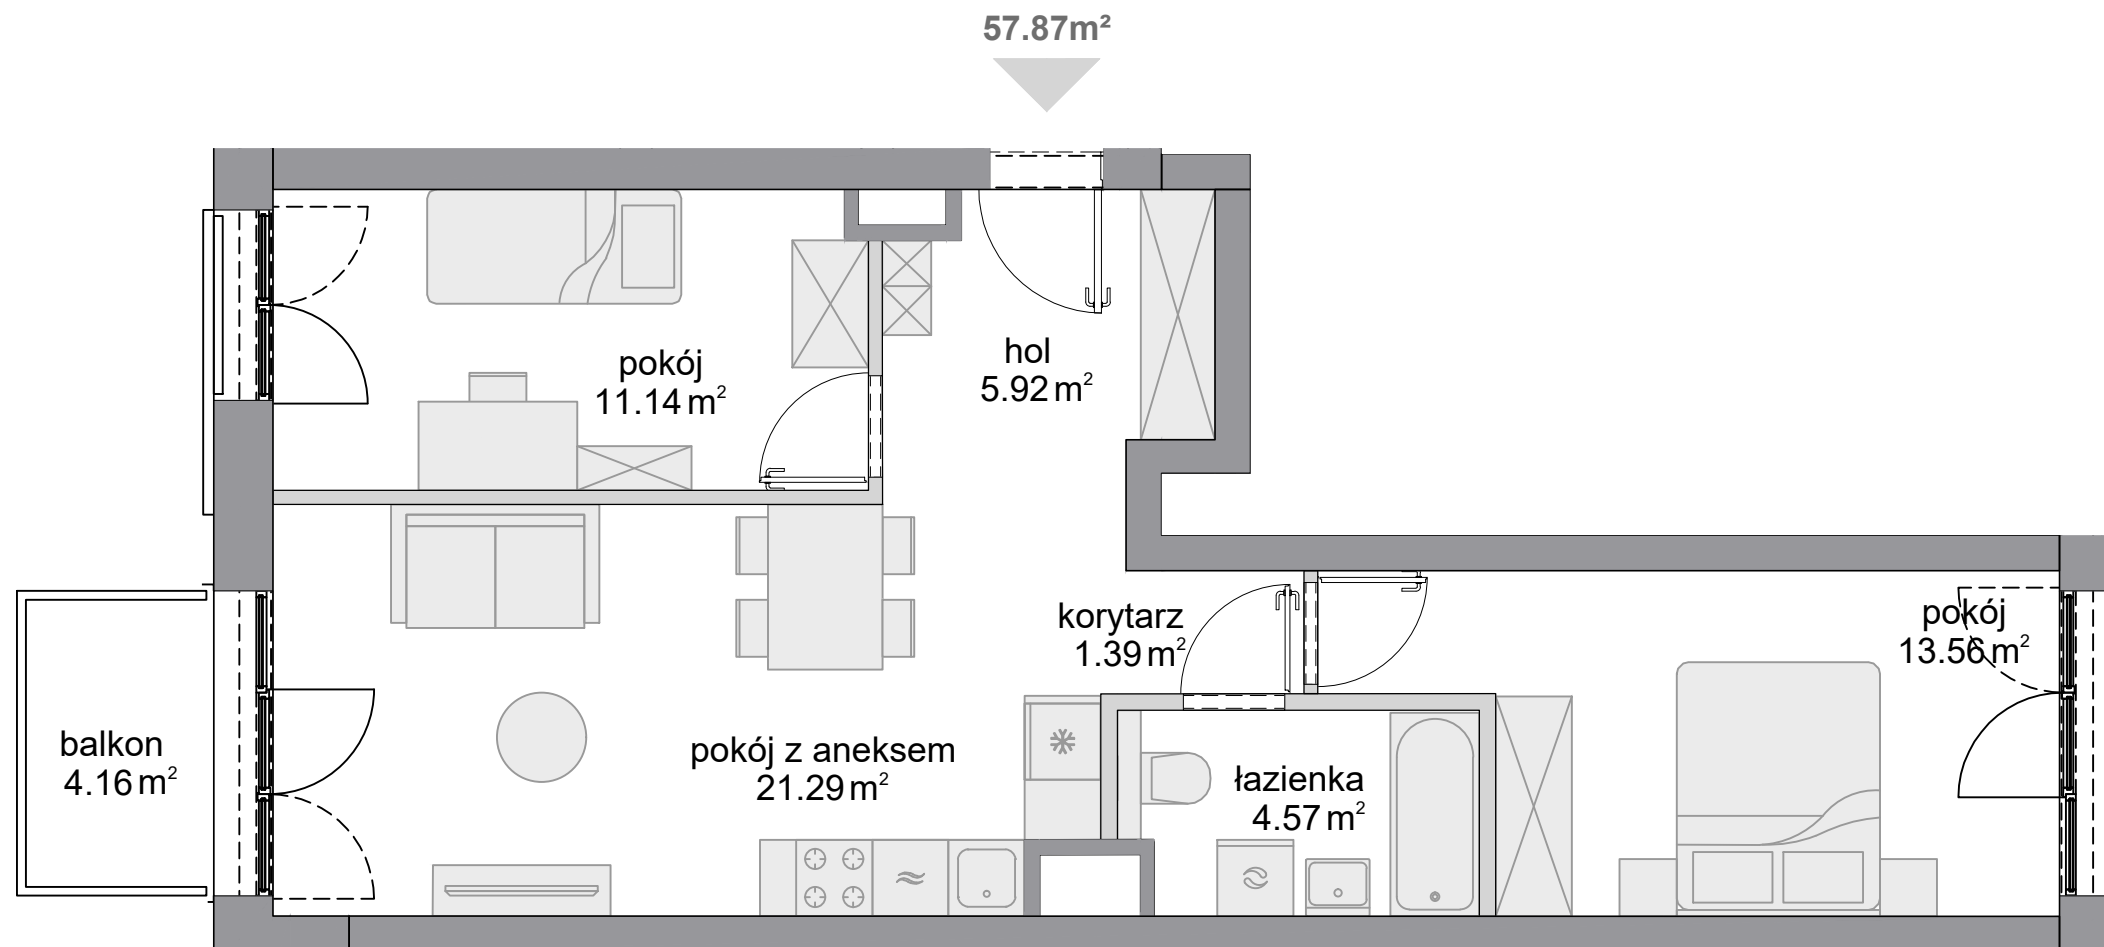 57.87m²
pokój
11.14 m²
hol
5.92 m²
korytarz
1.39 m²
pokój
13.56 m²
balkon
4.16 m²
pokój z aneksem
21.29 m²
łazienka
4.57 m²